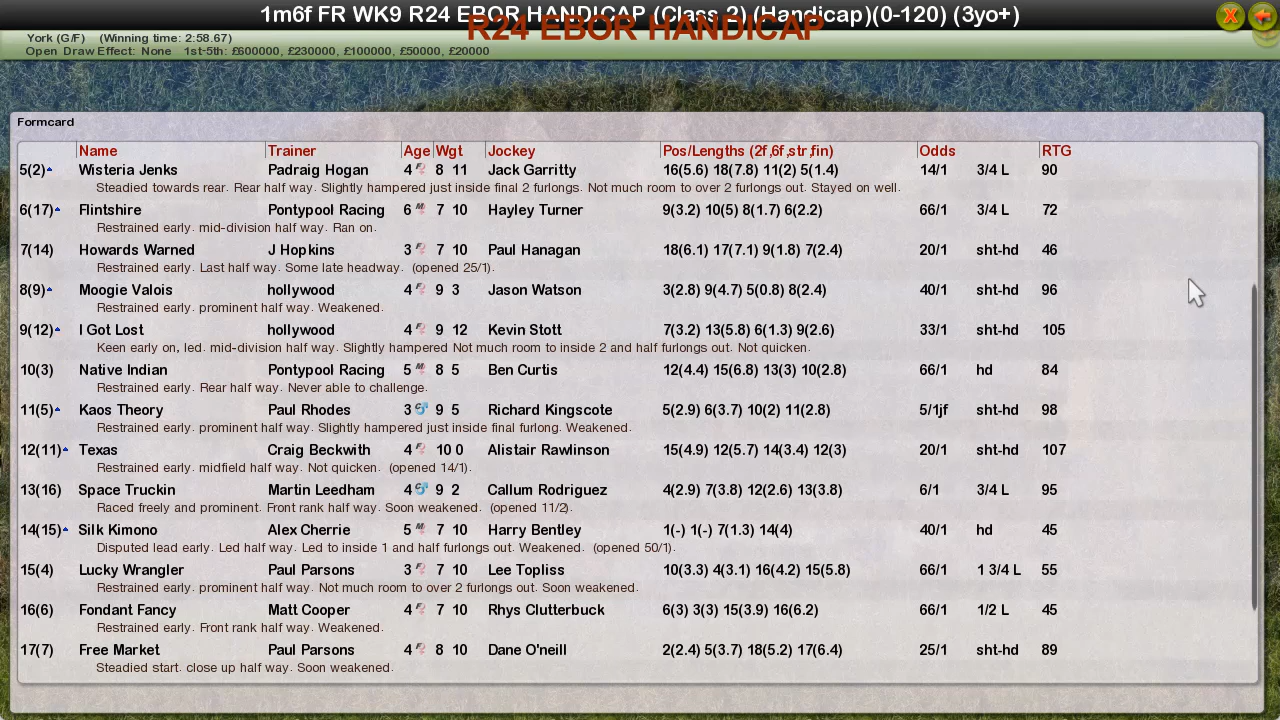 1m6f FR WK9 R24 EBOR HANDICAP (Class 2) (Handicap)(0-120) (3yo+)
R24 EBOR HANDICAP
York (G/F) (Winning time: 2:58.67)
Open Draw Effect: None 1st-5th: £600000, £230000, £100000, £50000, £20000
Formcard
Name Trainer Age Wgt Jockey Pos/Lengths (2f,6f,str,fin) Odds RTG
5(2) Wisteria Jenks Padraig Hogan 4 F 8 11 Jack Garritty 16(5.6) 18(7.8) 11(2) 5(1.4) 14/1 3/4 L 90
Steadied towards rear. Rear half way. Slightly hampered just inside final 2 furlongs. Not much room to over 2 furlongs out. Stayed on well.
6(17) Flintshire Pontypool Racing 6 M 7 10 Hayley Turner 9(3.2) 10(5) 8(1.7) 6(2.2) 66/1 3/4 L 72
Restrained early. mid-division half way. Ran on.
7(14) Howards Warned J Hopkins 3 F 7 10 Paul Hanagan 18(6.1) 17(7.1) 9(1.8) 7(2.4) 20/1 sht-hd 46
Restrained early. Last half way. Some late headway. (opened 25/1).
8(9) Moogie Valois hollywood 4 F 9 3 Jason Watson 3(2.8) 9(4.7) 5(0.8) 8(2.4) 40/1 sht-hd 96
Restrained early. prominent half way. Weakened.
9(12) I Got Lost hollywood 4 F 9 12 Kevin Stott 7(3.2) 13(5.8) 6(1.3) 9(2.6) 33/1 sht-hd 105
Keen early on, led. mid-division half way. Slightly hampered Not much room to inside 2 and half furlongs out. Not quicken.
10(3) Native Indian Pontypool Racing 5 M 8 5 Ben Curtis 12(4.4) 15(6.8) 13(3) 10(2.8) 66/1 hd 84
Restrained early. Rear half way. Never able to challenge.
11(5) Kaos Theory Paul Rhodes 3 9 5 Richard Kingscote 5(2.9) 6(3.7) 10(2) 11(2.8) 5/1jf sht-hd 98
Restrained early. prominent half way. Slightly hampered just inside final furlong. Weakened.
12(11) Texas Craig Beckwith 4 F 10 0 Alistair Rawlinson 15(4.9) 12(5.7) 14(3.4) 12(3) 20/1 sht-hd 107
Restrained early. midfield half way. Not quicken. (opened 14/1).
13(16) Space Truckin Martin Leedham 4 9 2 Callum Rodriguez 4(2.9) 7(3.8) 12(2.6) 13(3.8) 6/1 3/4 L 95
Raced freely and prominent. Front rank half way. Soon weakened. (opened 11/2).
14(15) Silk Kimono Alex Cherrie 5 M 7 10 Harry Bentley 1(-) 1(-) 7(1.3) 14(4) 40/1 hd 45
Disputed lead early. Led half way. Led to inside 1 and half furlongs out. Weakened. (opened 50/1).
15(4) Lucky Wrangler Paul Parsons 3 F 7 10 Lee Topliss 10(3.3) 4(3.1) 16(4.2) 15(5.8) 66/1 1 3/4 L 55
Restrained early. prominent half way. Not much room to over 2 furlongs out. Soon weakened.
16(6) Fondant Fancy Matt Cooper 4 F 7 10 Rhys Clutterbuck 6(3) 3(3) 15(3.9) 16(6.2) 66/1 1/2 L 45
Restrained early. Front rank half way. Weakened.
17(7) Free Market Paul Parsons 4 F 8 10 Dane O'neill 2(2.4) 5(3.7) 18(5.2) 17(6.4) 25/1 sht-hd 89
Steadied start. close up half way. Soon weakened.